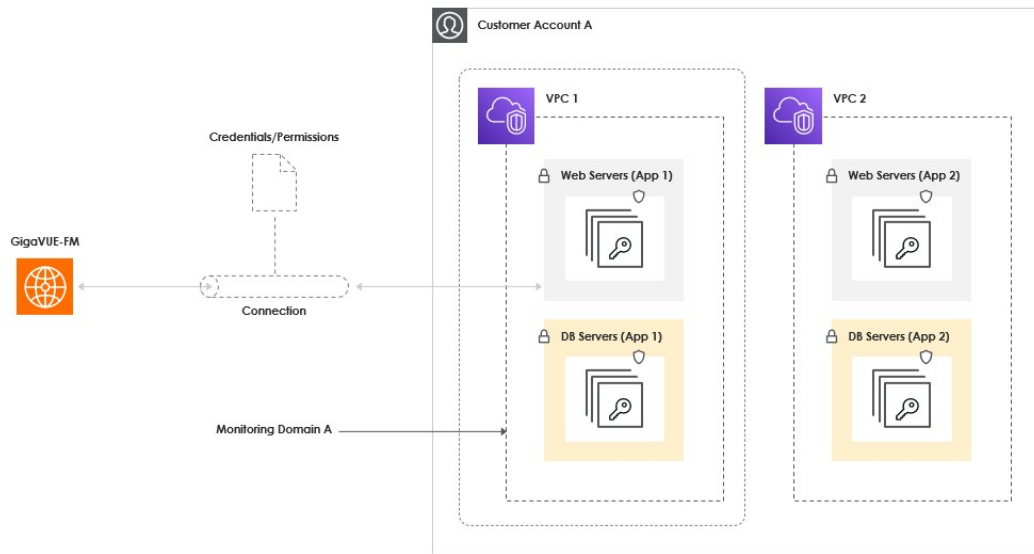 Customer Account A
VPC 1
VPC 2
Credentials/Permissions
Web Servers (App 1)
Web Servers (App 2)
GigaVUE-FM
Connection
DB Servers (App 1)
DB Servers (App 2)
Monitoring Domain A